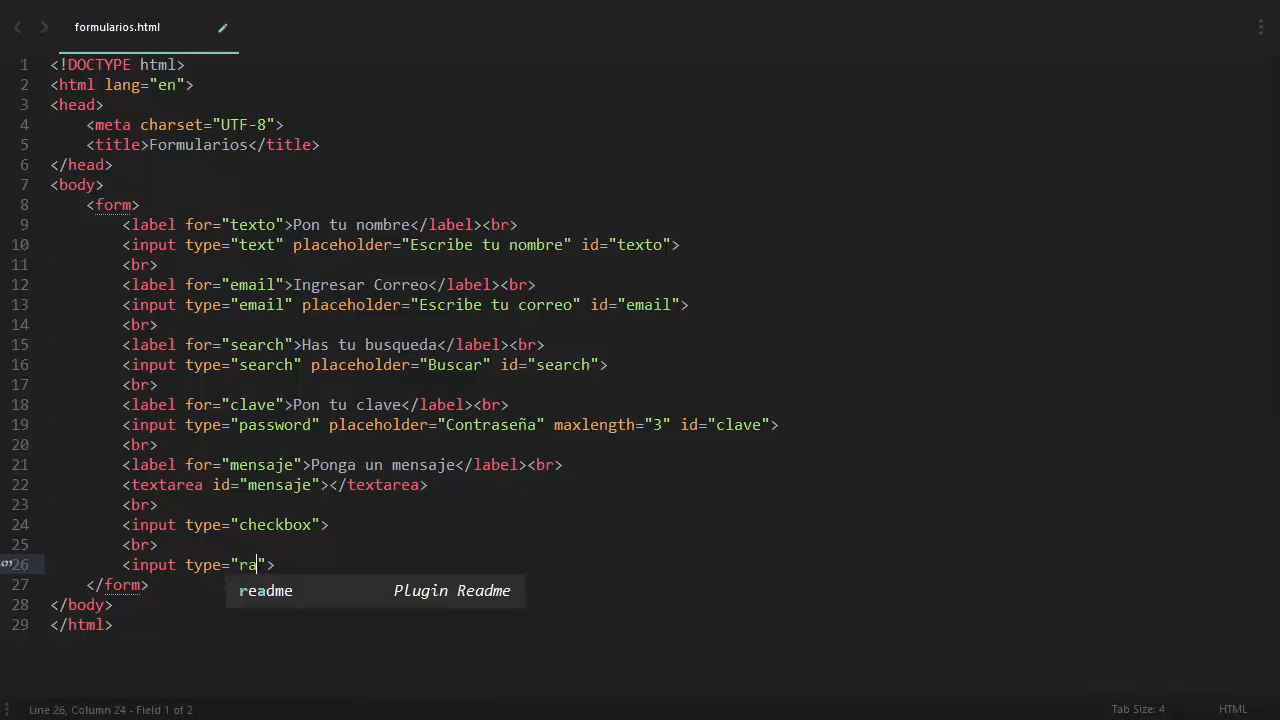 formularios.html
1 <!DOCTYPE html>
2 <html lang="en">
3 <head>
4 <meta charset="UTF-8">
5 <title>Formularios</title>
6 </head>
7 <body>
8 <form>
9 <label for="texto">Pon tu nombre</label><br>
10 <input type="text" placeholder="Escribe tu nombre" id="texto">
11 <br>
12 <label for="email">Ingresar Correo</label><br>
13 <input type="email" placeholder="Escribe tu correo" id="email">
14 <br>
15 <label for="search">Has tu busqueda</label><br>
16 <input type="search" placeholder="Buscar" id="search">
17 <br>
18 <label for="clave">Pon tu clave</label><br>
19 <input type="password" placeholder="Contraseña" maxlength="3" id="clave">
20 <br>
21 <label for="mensaje">Ponga un mensaje</label><br>
22 <textarea id="mensaje"></textarea>
23 <br>
24 <input type="checkbox">
25 <br>
26 <input type="ra">
27 </form>
readme Plugin Readme
28 </body>
29 </html>
Line 26, Column 24 - Field 1 of 2 Tab Size: 4 HTML